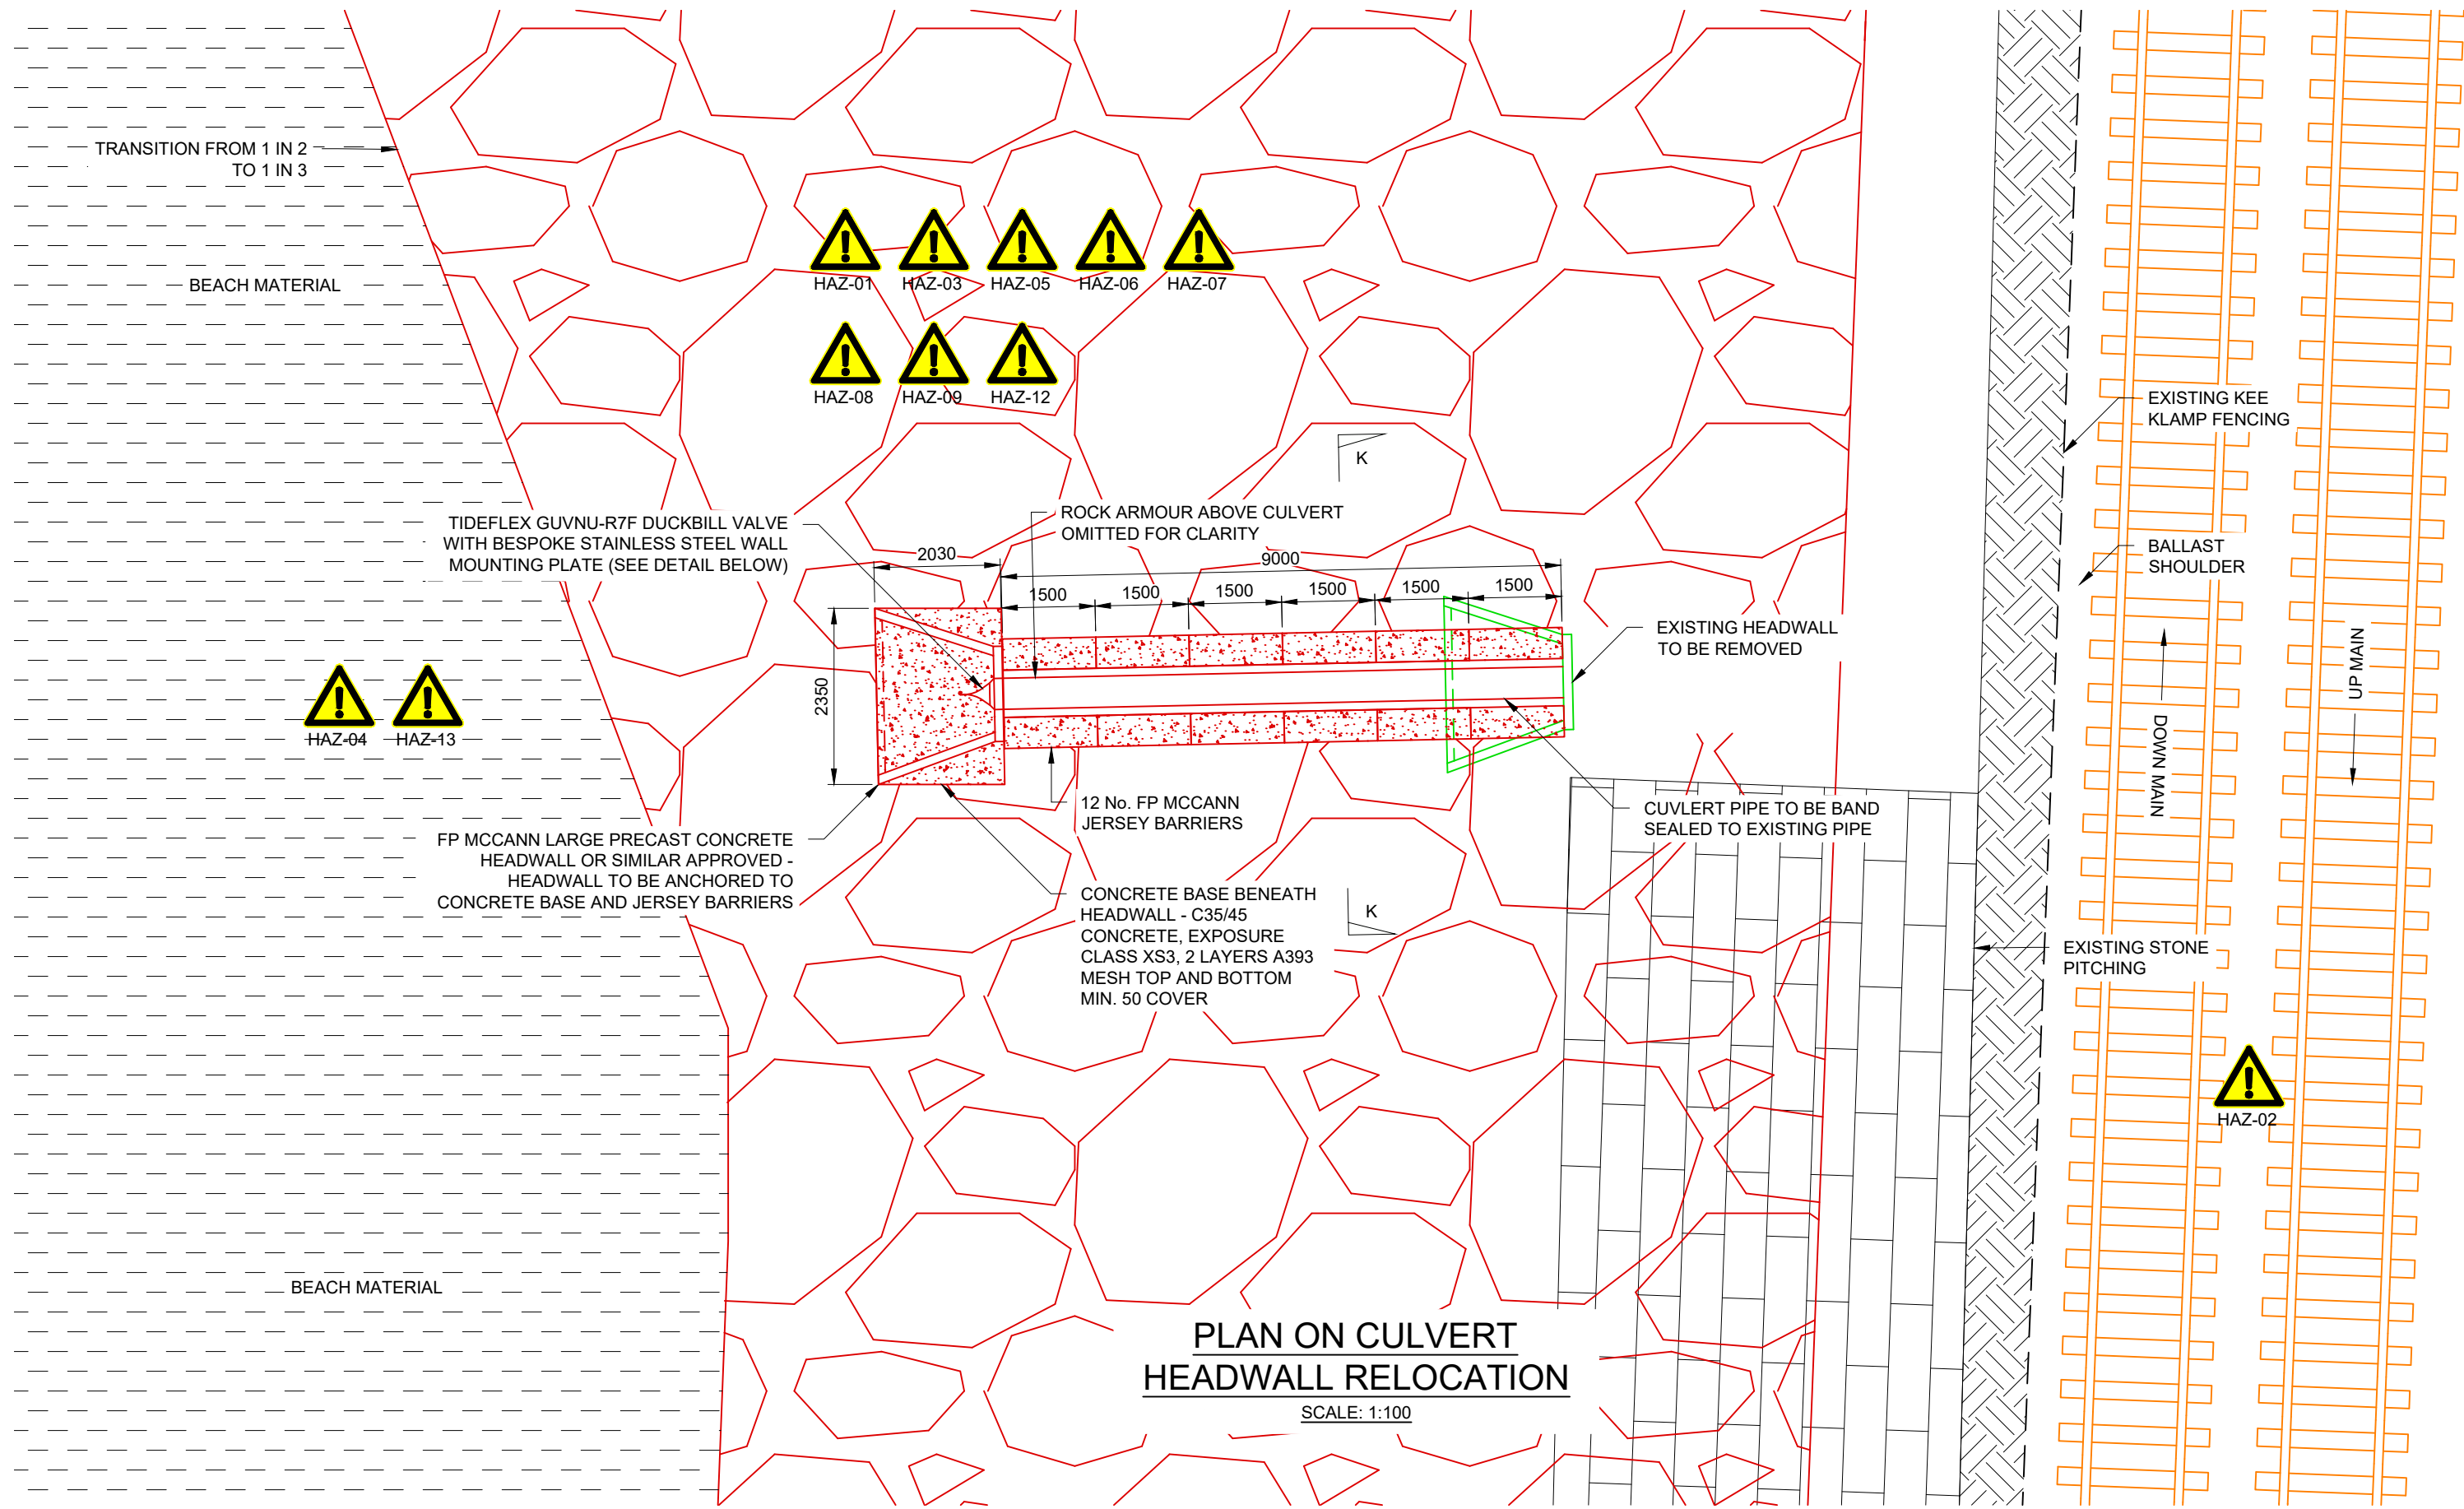 TRANSITION FROM 1 IN 2
TO 1 IN 3
BEACH MATERIAL
HAZ-01
HAZ-03
HAZ-05
HAZ-06
HAZ-07
HAZ-08
HAZ-09
HAZ-12
EXISTING KEE
KLAMP FENCING
K
TIDEFLEX GUVNU-R7F DUCKBILL VALVE
WITH BESPOKE STAINLESS STEEL WALL
MOUNTING PLATE (SEE DETAIL BELOW)
ROCK ARMOUR ABOVE CULVERT
OMITTED FOR CLARITY
2030
9000
1500
1500
1500
1500
1500
1500
2350
BALLAST
SHOULDER
EXISTING HEADWALL
TO BE REMOVED
UP MAIN
DOWN MAIN
HAZ-04
HAZ-13
12 No. FP MCCANN
JERSEY BARRIERS
CUVLERT PIPE TO BE BAND
SEALED TO EXISTING PIPE
FP MCCANN LARGE PRECAST CONCRETE
HEADWALL OR SIMILAR APPROVED -
HEADWALL TO BE ANCHORED TO
CONCRETE BASE AND JERSEY BARRIERS
CONCRETE BASE BENEATH
HEADWALL - C35/45
CONCRETE, EXPOSURE
CLASS XS3, 2 LAYERS A393
MESH TOP AND BOTTOM
MIN. 50 COVER
K
EXISTING STONE
PITCHING
HAZ-02
BEACH MATERIAL
PLAN ON CULVERT
HEADWALL RELOCATION
SCALE: 1:100